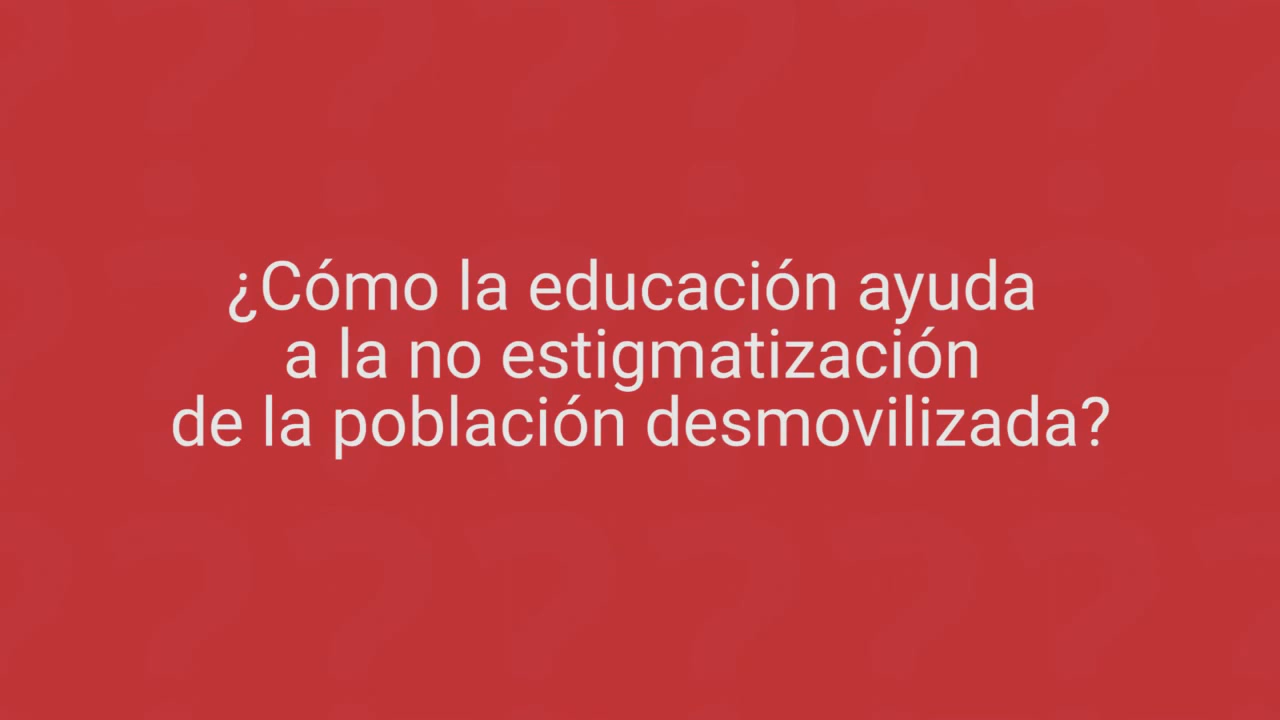 ¿Cómo la educación ayuda
a la no estigmatización
de la población desmovilizada?